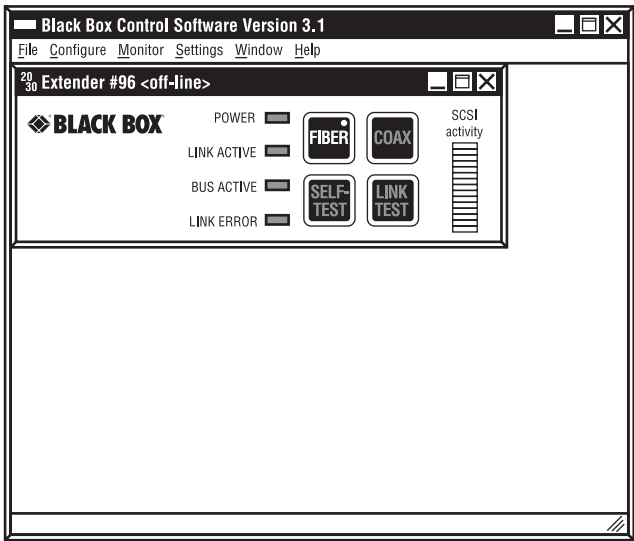 Black Box Control Software Version 3.1
File Configure Monitor Settings Window Help
20 30 Extender #96 <off-line>
BLACK BOX
POWER
LINK ACTIVE
BUS ACTIVE
LINK ERROR
FIBER
COAX
SELF-
TEST
LINK
TEST
SCSI
activity